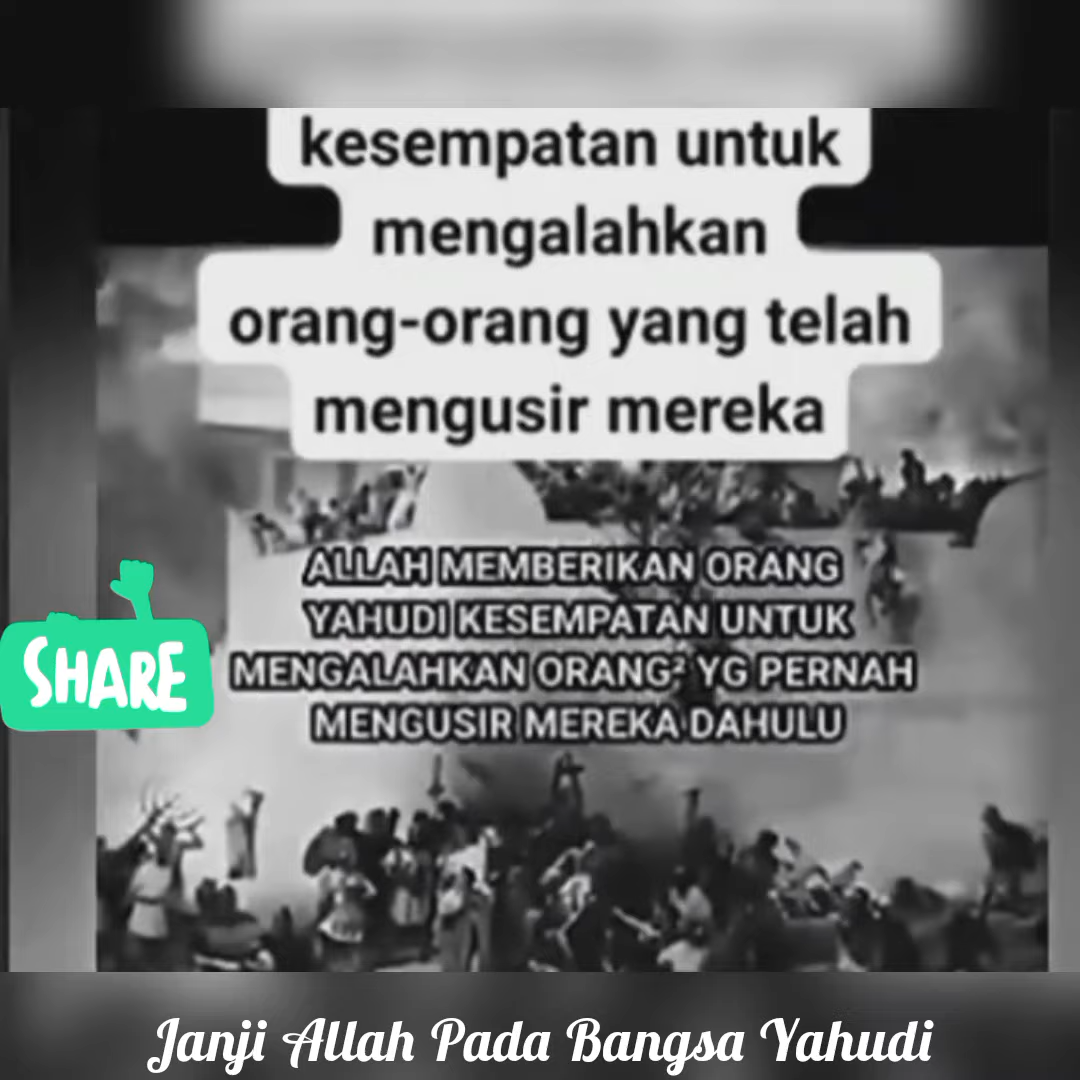 kesempatan untuk
mengalahkan
orang-orang yang telah
mengusir mereka
ALLAH MEMBERIKAN ORANG
YAHUDI KESEMPATAN UNTUK
MENGALAHKAN ORANG² YG PERNAH
MENGUSIR MEREKA DAHULU
SHARE
Janji Allah Pada Bangsa Yahudi